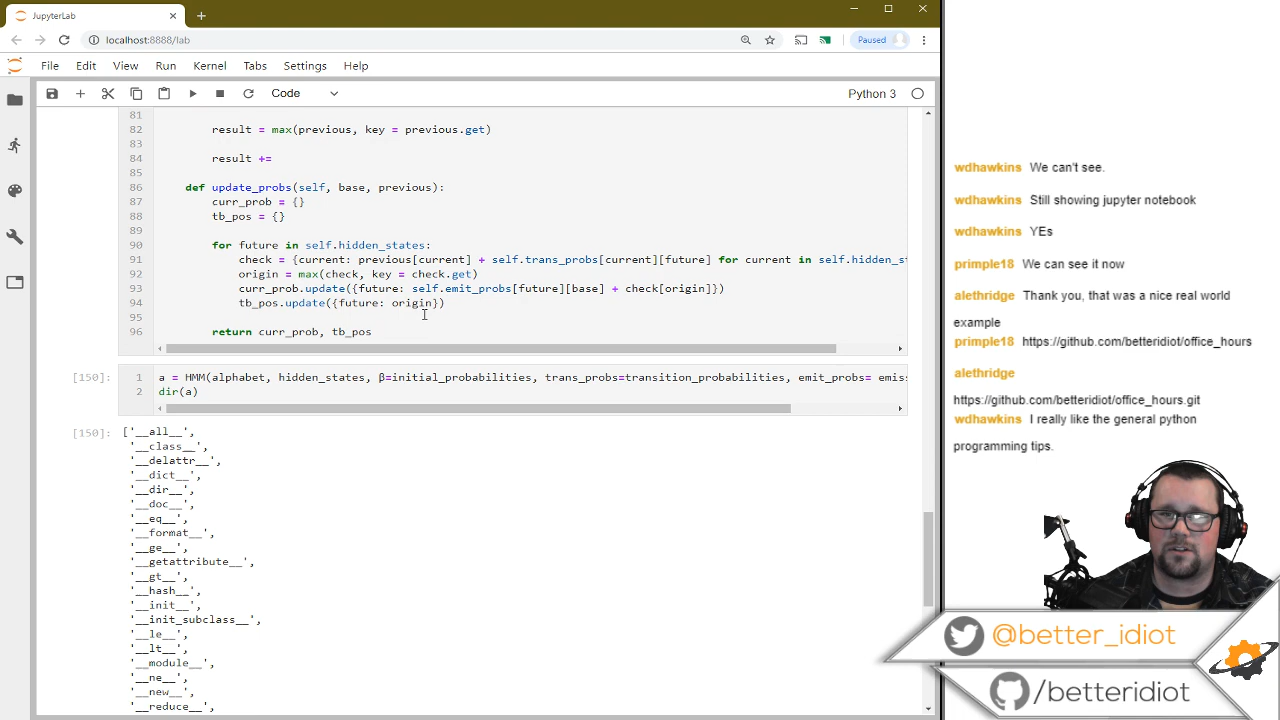 JupyterLab
localhost:8888/lab
Paused
File Edit View Run Kernel Tabs Settings Help
Code
Python 3
81
82 result = max(previous, key = previous.get)
83
84 result +=
85
86 def update_probs(self, base, previous):
87 curr_prob = {}
88 tb_pos = {}
89
90 for future in self.hidden_states:
91 check = {current: previous[current] + self.trans_probs[current][future] for current in self.hidden_st
92 origin = max(check, key = check.get)
93 curr_prob.update({future: self.emit_probs[future][base] + check[origin]})
94 tb_pos.update({future: origin})
95
96 return curr_prob, tb_pos
[150]: 1 a = HMM(alphabet, hidden_states, β=initial_probabilities, trans_probs=transition_probabilities, emit_probs= emiss
2 dir(a)
[150]: ['__all__',
'__class__',
'__delattr__',
'__dict__',
'__dir__',
'__doc__',
'__eq__',
'__format__',
'__ge__',
'__getattribute__',
'__gt__',
'__hash__',
'__init__',
'__init_subclass__',
'__le__',
'__lt__',
'__module__',
'__ne__',
'__new__',
'__reduce__',
wdhawkins We can't see.
wdhawkins Still showing jupyter notebook
wdhawkins YEs
primple18 We can see it now
alethridge Thank you, that was a nice real world
example
primple18 https://github.com/betteridiot/office_hours
alethridge
https://github.com/betteridiot/office_hours.git
wdhawkins I really like the general python
programming tips.
@better_idiot
/betteridiot